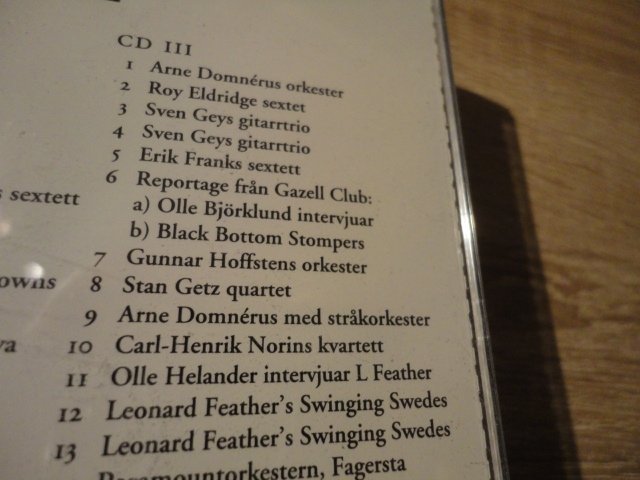 CD III
1 Arne Domnérus orkester
2 Roy Eldridge sextet
3 Sven Geys gitarrtrio
4 Sven Geys gitarrtrio
5 Erik Franks sextett
6 Reportage från Gazell Club:
s sextett
a) Olle Björklund intervjuar
b) Black Bottom Stompers
7 Gunnar Hoffstens orkester
owns
8 Stan Getz quartet
9 Arne Domnérus med stråkorkester
va
10 Carl-Henrik Norins kvartett
11 Olle Helander intervjuar L Feather
12 Leonard Feather's Swinging Swedes
13 Leonard Feather's Swinging Swedes
Paramountorkestern, Fagersta